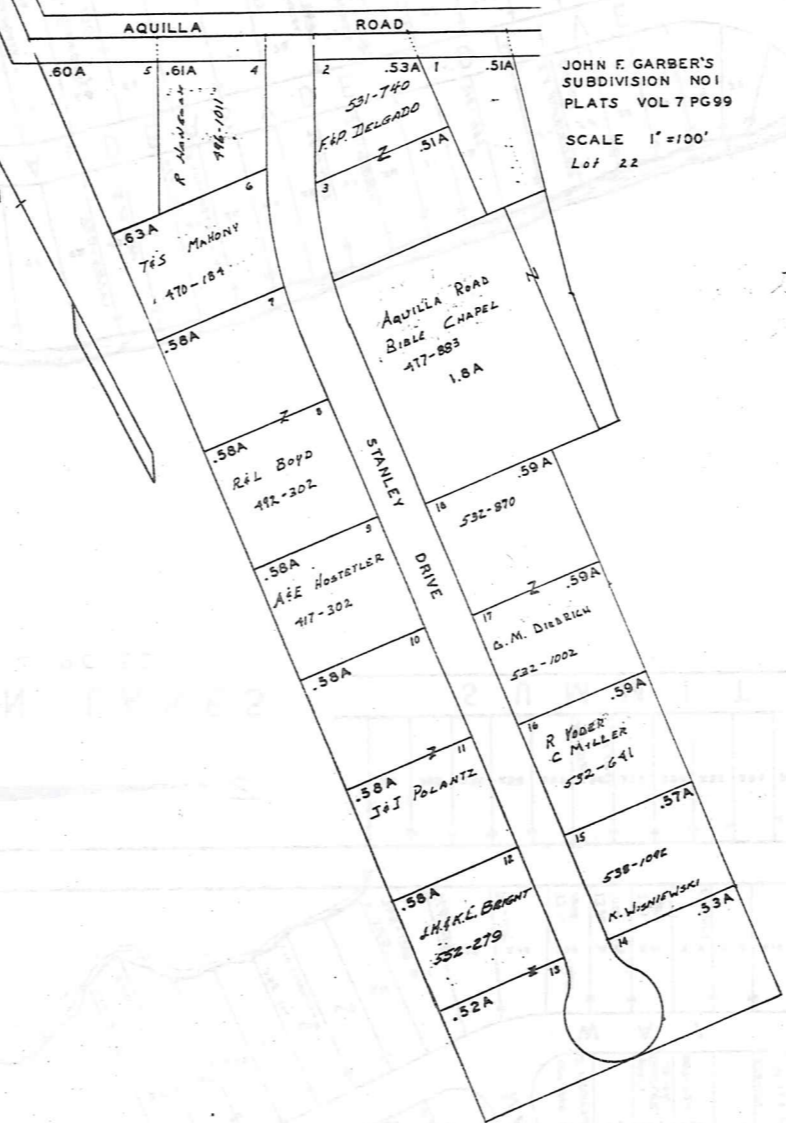 AQUILLA ROAD
JOHN F. GARBER'S
SUBDIVISION NO 1
PLATS VOL 7 PG 99
SCALE 1" = 100'
Lot 22
.60A
5
.61A
4
R
496-1011
2
.53A
1
.51A
531-740
F.&P. DELGADO
Z
.51A
3
6
.63A
T&S MAHONY
470-184
7
.58A
AQUILLA ROAD
BIBLE CHAPEL
477-883
1.8A
Z
Z
8
.58A
R&L BOYD
492-302
STANLEY
DRIVE
9
.58A
A&E HOSTETLER
417-302
18
.59A
532-870
10
.58A
17
Z
.59A
G. M. DIEDRICH
532-1002
Z
11
.58A
J&J POLANTZ
16
.59A
R YODER
C MILLER
532-641
12
.58A
J.H.&K.L. BRIGHT
552-279
15
.57A
538-1092
K. WISNIEWSKI
Z
13
.52A
14
.53A